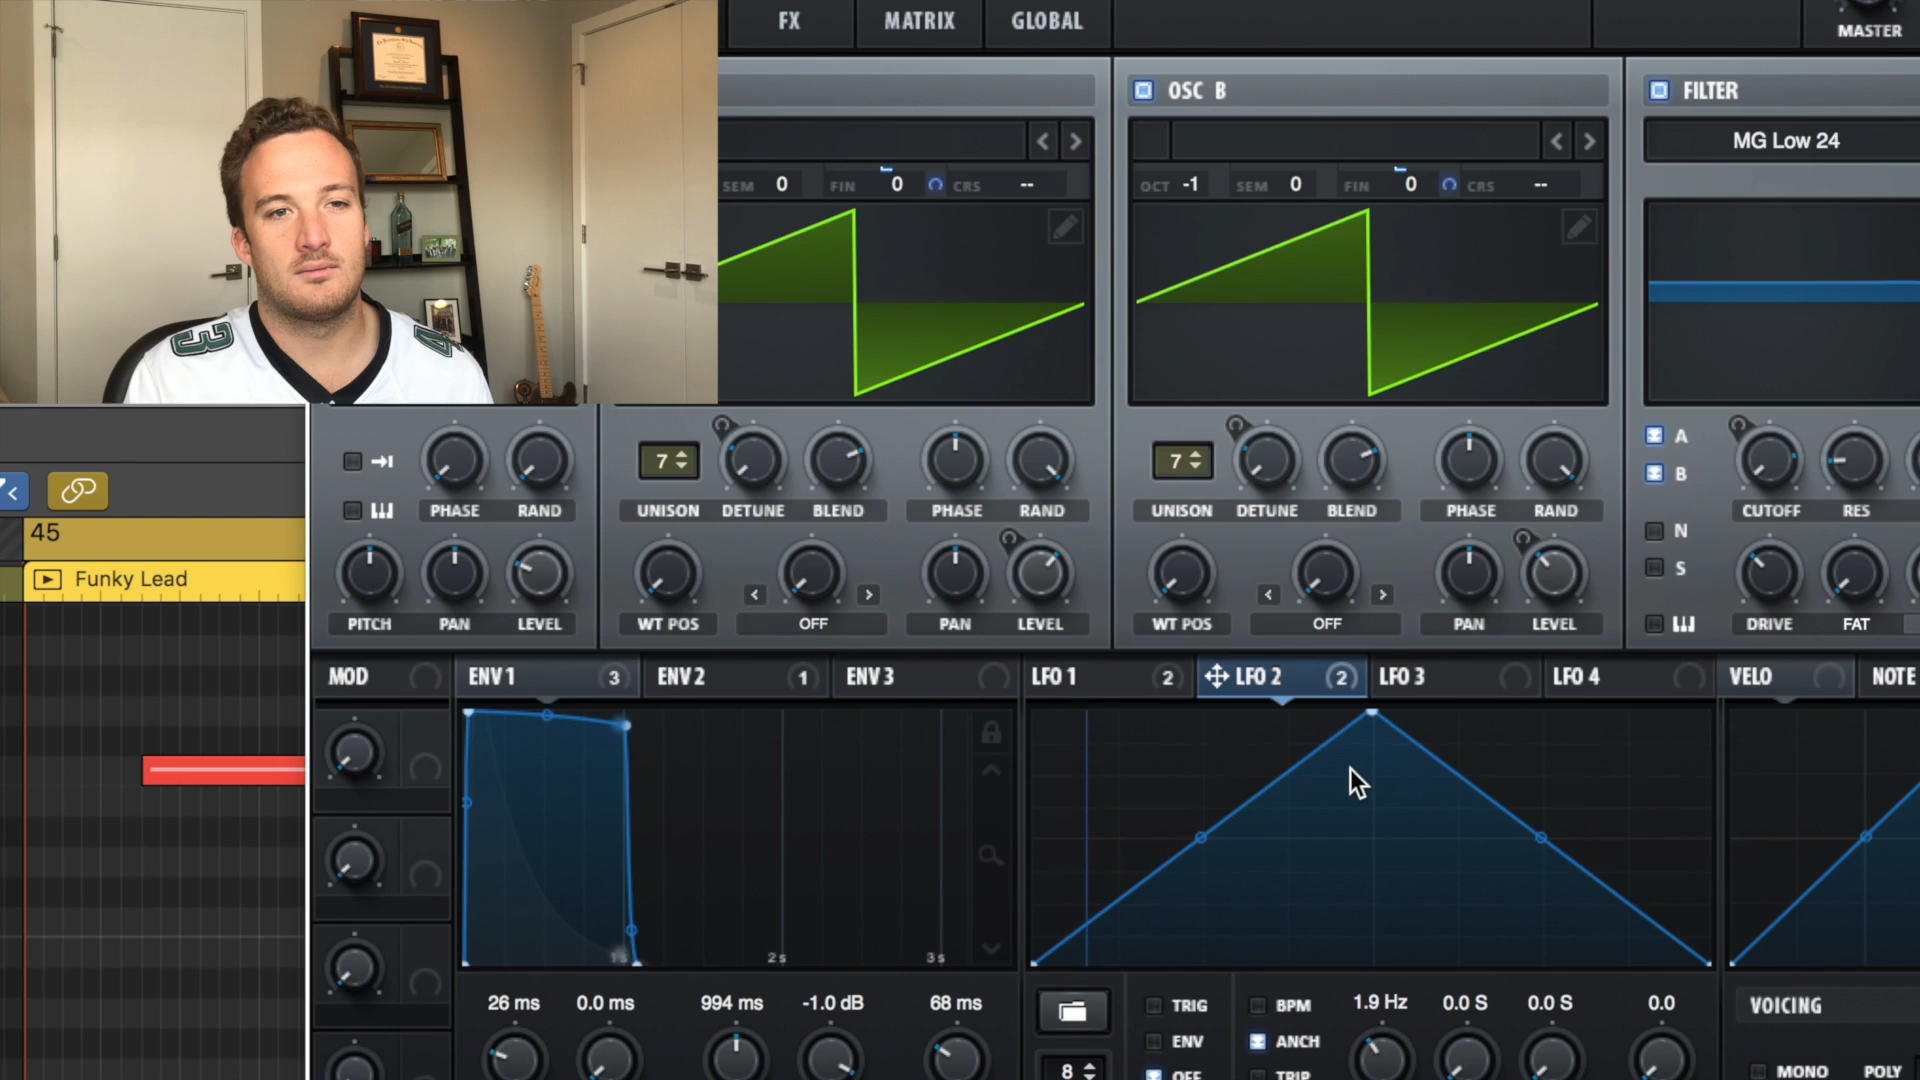 FX MATRIX GLOBAL MASTER
OSC B FILTER
MG Low 24
SEM 0 FIN 0 CRS --
OCT -1 SEM 0 FIN 0 CRS --
3 4
A
B
N
S
7 7
PHASE RAND UNISON DETUNE BLEND PHASE RAND UNISON DETUNE BLEND PHASE RAND CUTOFF RES
45
Funky Lead
PITCH PAN LEVEL WT POS OFF PAN LEVEL WT POS OFF PAN LEVEL DRIVE FAT
MOD ENV 1 3 ENV 2 1 ENV 3 LFO 1 2 LFO 2 2 LFO 3 LFO 4 VELO NOTE
1 s 2 s 3 s
26 ms 0.0 ms 994 ms -1.0 dB 68 ms TRIG BPM 1.9 Hz 0.0 S 0.0 S 0.0 VOICING
ENV ANCH
8 OFF TRIP MONO POLY